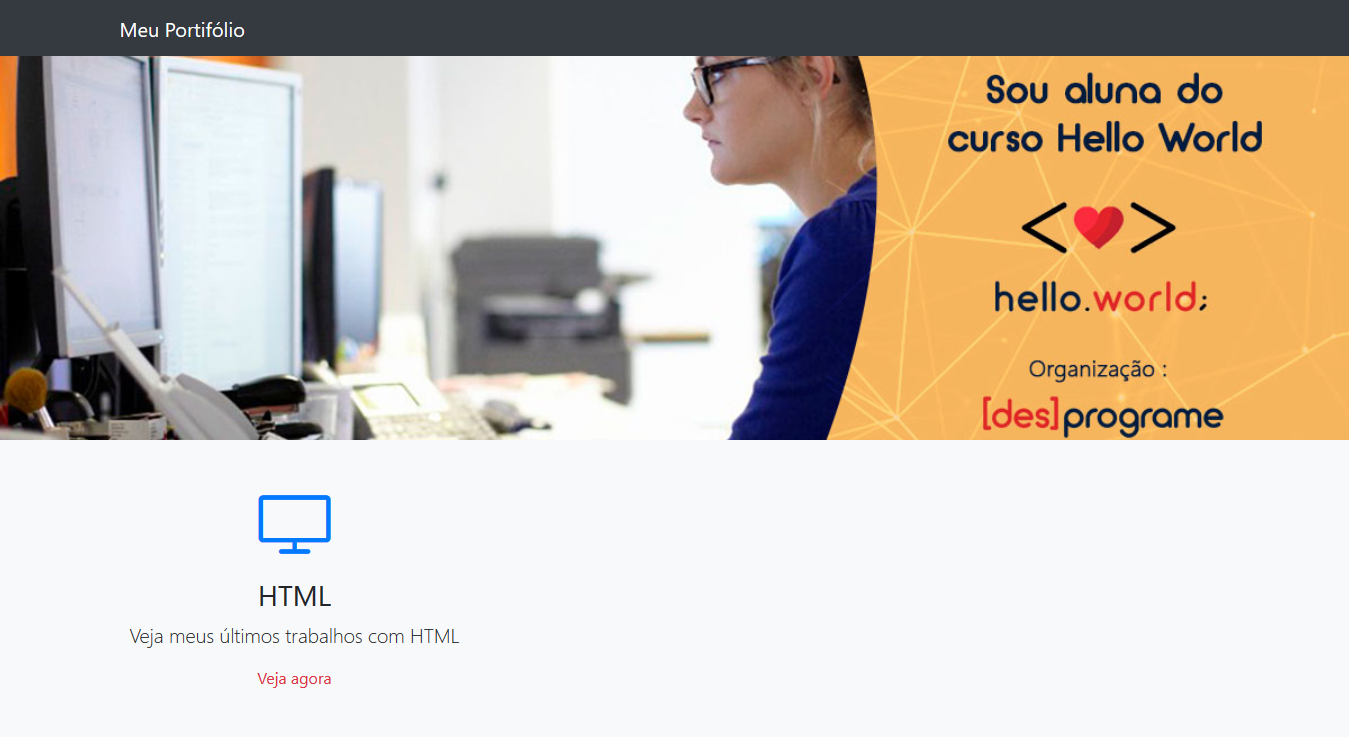 Meu Portifólio
Sou aluna do
curso Hello World
< >
hello.world;
Organização :
[des]programe
HTML
Veja meus últimos trabalhos com HTML
Veja agora